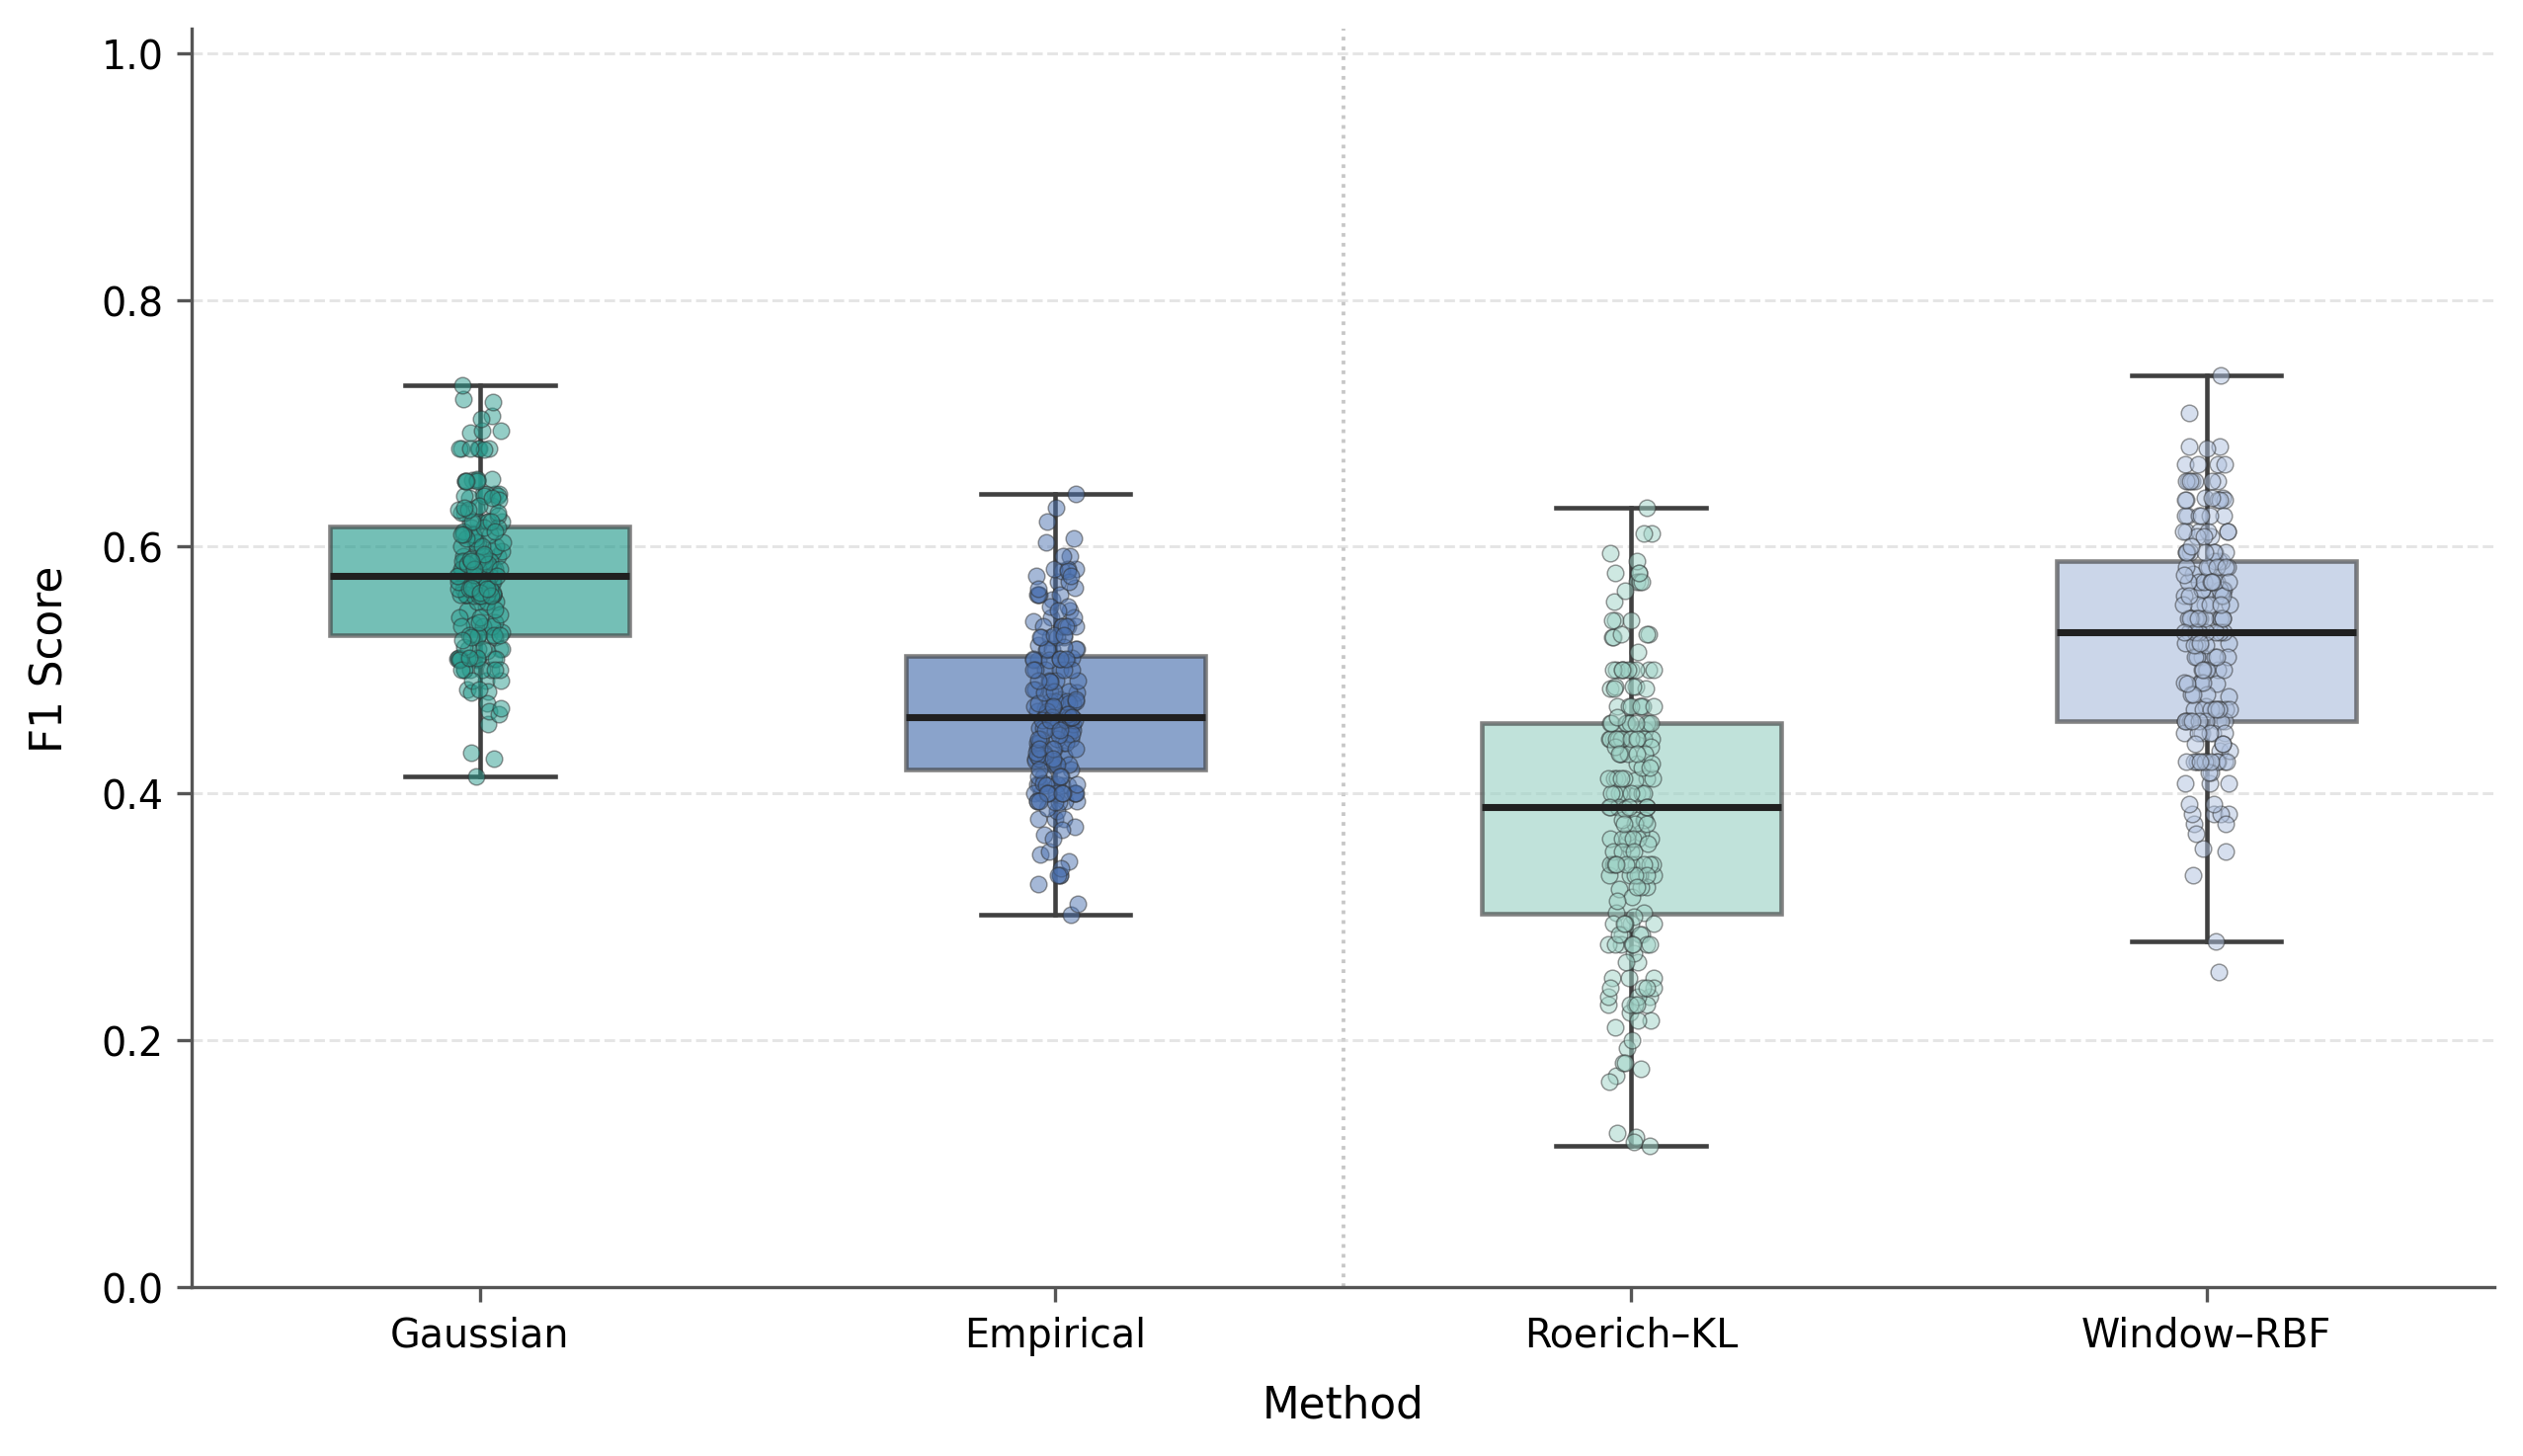 1.0
0.8
0.6
0.4
0.2
0.0
F1 Score
Gaussian
Empirical
Roerich–KL
Window–RBF
Method